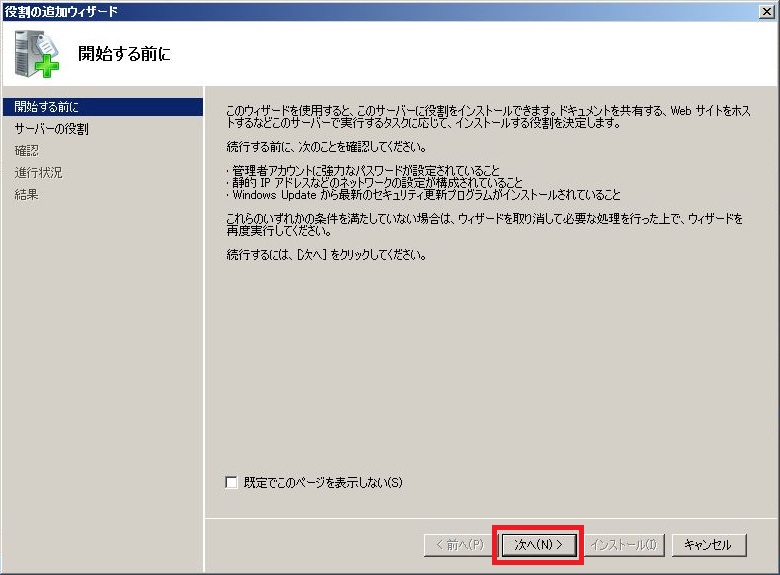 役割の追加ウィザード
開始する前に
開始する前に
サーバーの役割
確認
進行状況
結果
このウィザードを使用すると、このサーバーに役割をインストールできます。ドキュメントを共有する、Web サイトをホス
トするなどこのサーバーで実行するタスクに応じて、インストールする役割を決定します。
続行する前に、次のことを確認してください。
・管理者アカウントに強力なパスワードが設定されていること
・静的 IP アドレスなどのネットワークの設定が構成されていること
・Windows Update から最新のセキュリティ更新プログラムがインストールされていること
これらのいずれかの条件を満たしていない場合は、ウィザードを取り消して必要な処理を行った上で、ウィザードを
再度実行してください。
続行するには、[次へ] をクリックしてください。
既定でこのページを表示しない(S)
< 前へ(P) 次へ(N) > インストール(I) キャンセル